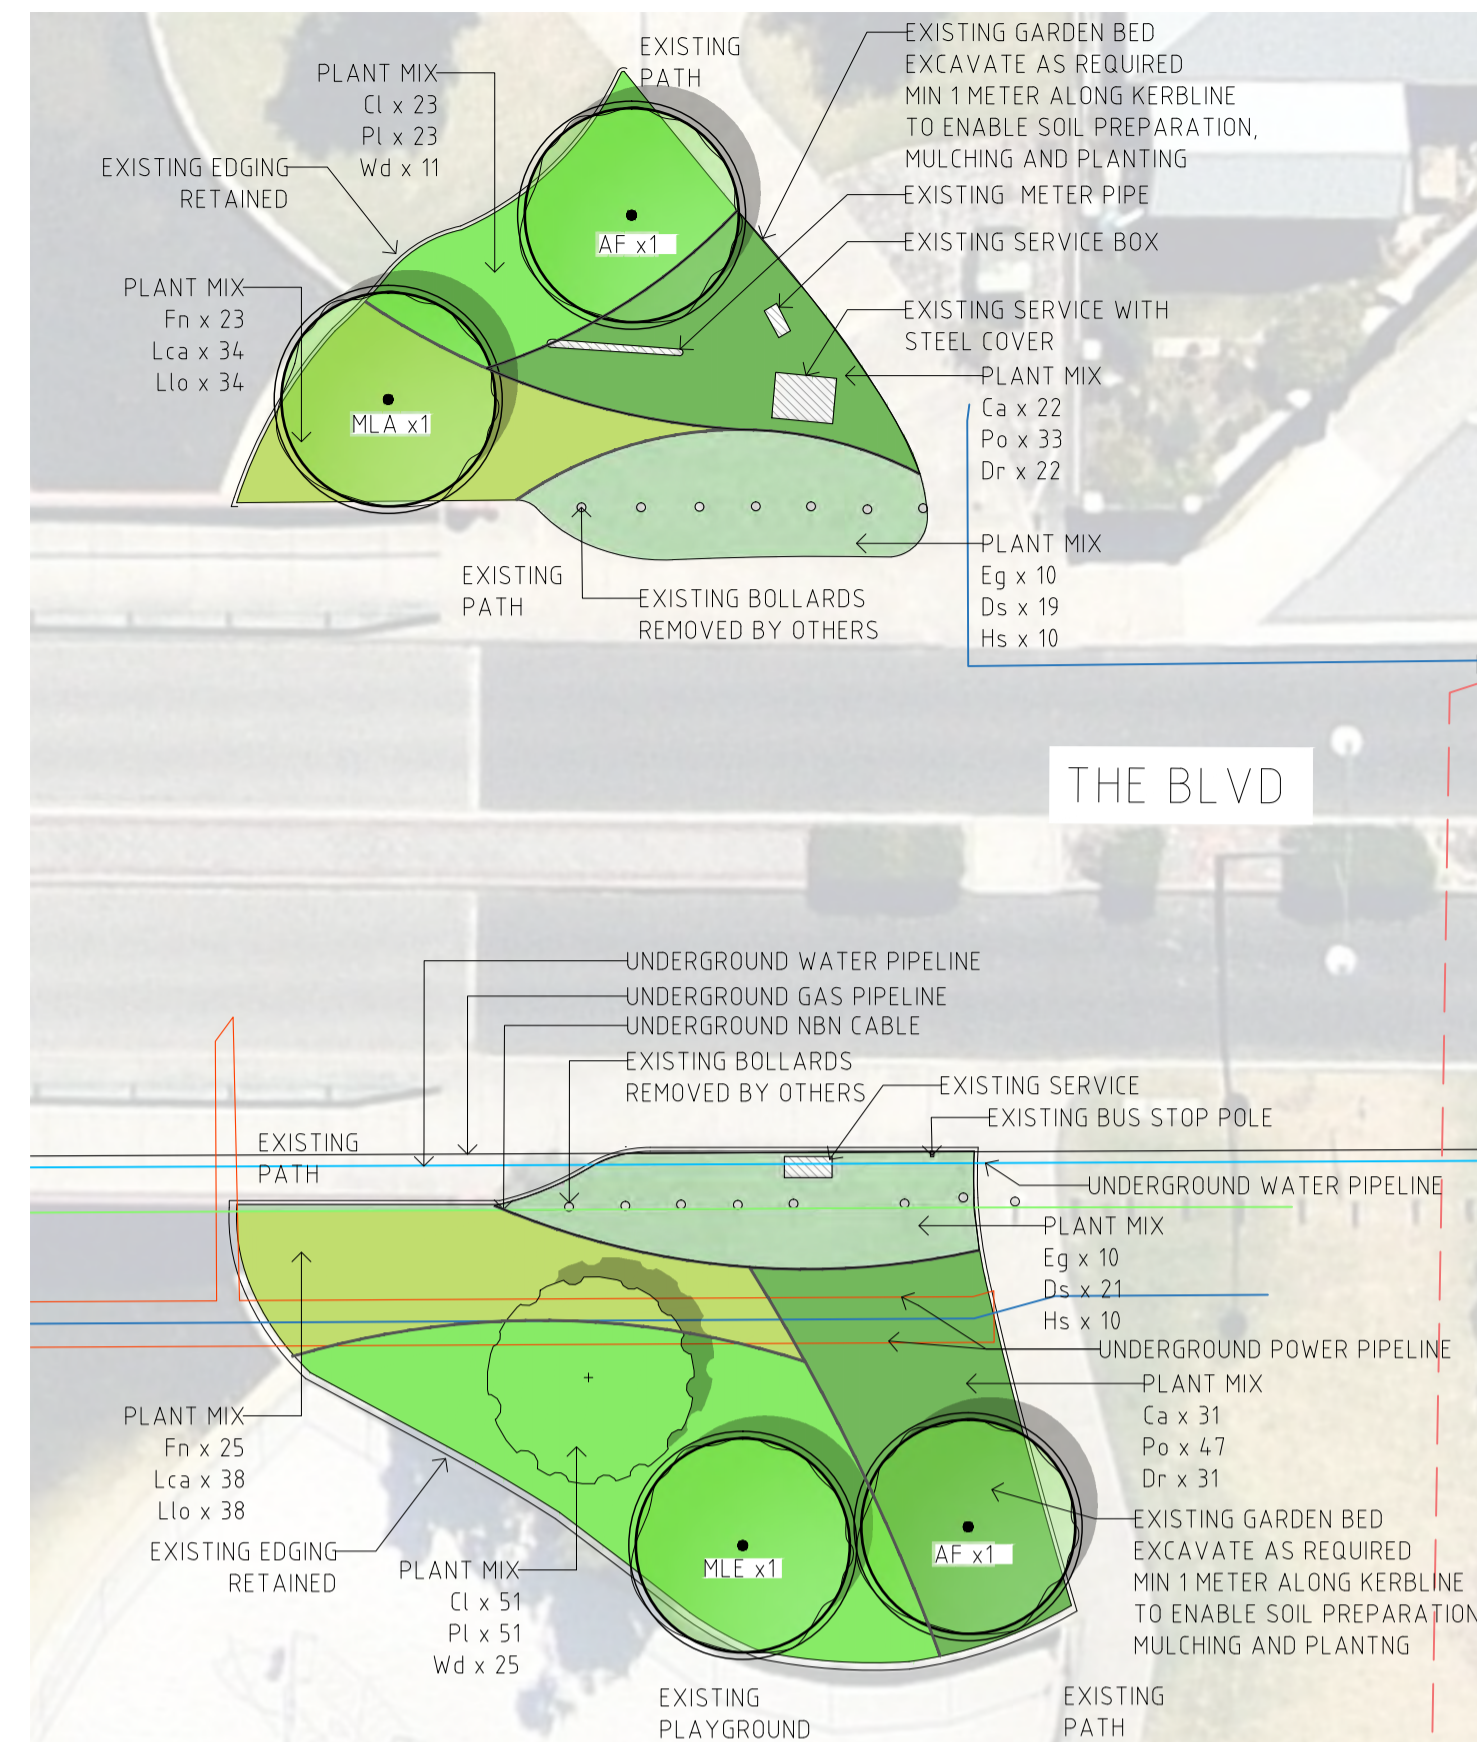 EXISTING
PATH
PLANT MIX
Cl x 23
Pl x 23
Wd x 11
EXISTING EDGING
RETAINED
EXISTING GARDEN BED
EXCAVATE AS REQUIRED
MIN 1 METER ALONG KERBLINE
TO ENABLE SOIL PREPARATION,
MULCHING AND PLANTING
EXISTING METER PIPE
EXISTING SERVICE BOX
AF x1
PLANT MIX
Fn x 23
Lca x 34
Llo x 34
MLA x1
EXISTING SERVICE WITH
STEEL COVER
PLANT MIX
Ca x 22
Po x 33
Dr x 22
PLANT MIX
Eg x 10
Ds x 19
Hs x 10
EXISTING
PATH
EXISTING BOLLARDS
REMOVED BY OTHERS
THE BLVD
UNDERGROUND WATER PIPELINE
UNDERGROUND GAS PIPELINE
UNDERGROUND NBN CABLE
EXISTING BOLLARDS
REMOVED BY OTHERS
EXISTING SERVICE
EXISTING BUS STOP POLE
EXISTING
PATH
UNDERGROUND WATER PIPELINE
PLANT MIX
Eg x 10
Ds x 21
Hs x 10
UNDERGROUND POWER PIPELINE
PLANT MIX
Ca x 31
Po x 47
Dr x 31
PLANT MIX
Fn x 25
Lca x 38
Llo x 38
EXISTING EDGING
RETAINED
PLANT MIX
Cl x 51
Pl x 51
Wd x 25
MLE x1
AF x1
EXISTING GARDEN BED
EXCAVATE AS REQUIRED
MIN 1 METER ALONG KERBLINE
TO ENABLE SOIL PREPARATION
MULCHING AND PLANTNG
EXISTING
PLAYGROUND
EXISTING
PATH